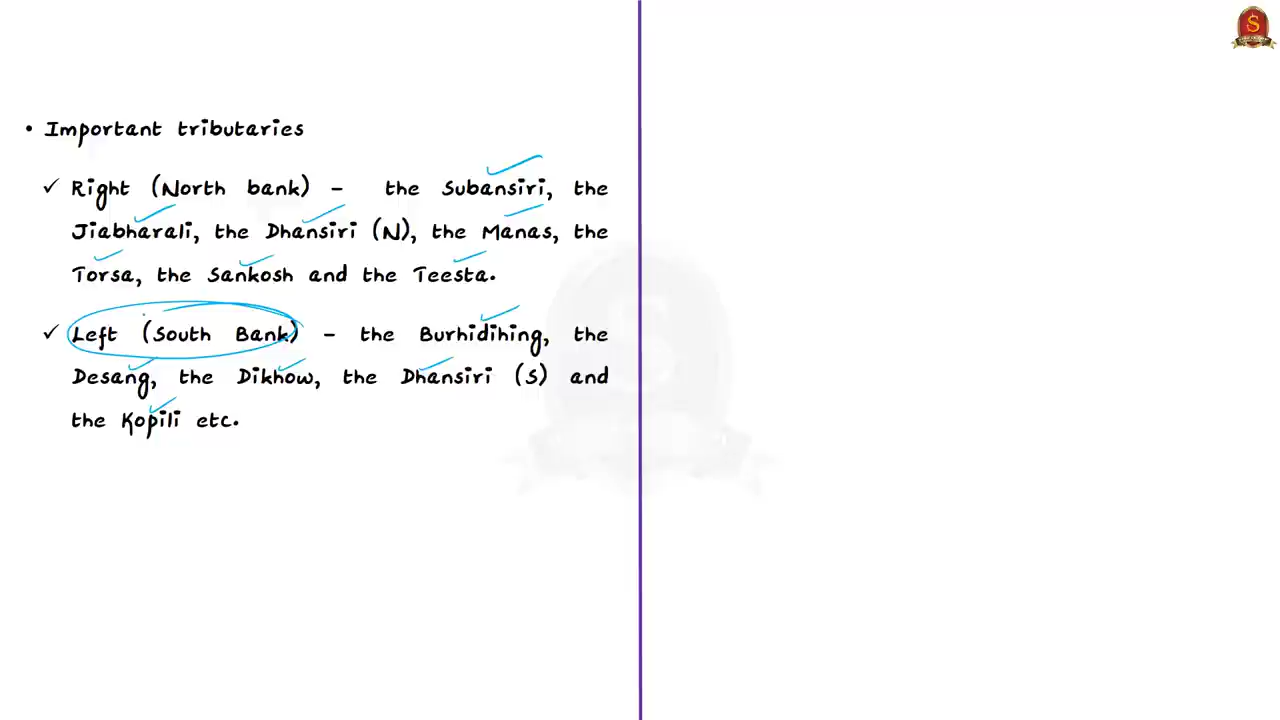 • Important tributaries
✓ Right (North bank) – the Subansiri, the
Jiabharali, the Dhansiri (N), the Manas, the
Torsa, the Sankosh and the Teesta.
✓ Left (South Bank) – the Burhidihing, the
Desang, the Dikhow, the Dhansiri (S) and
the Kopili etc.
S